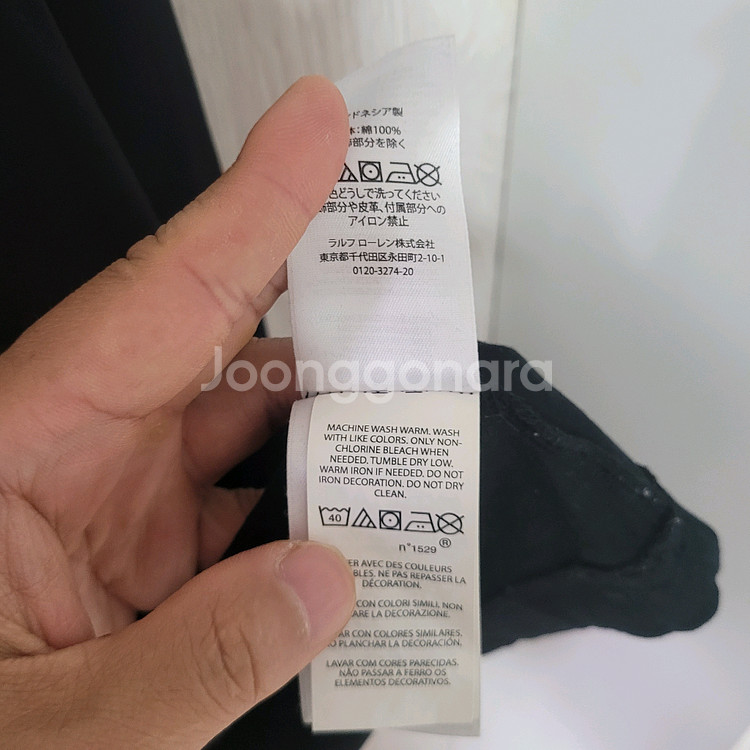 ドネシア製
綿100%
部分を除く
色どうしで洗ってください
部分や皮革、付属部分への
アイロン禁止
ラルフ ローレン株式会社
東京都千代田区永田町2-10-1
0120-3274-20
Joonggonara
MACHINE WASH WARM. WASH
WITH LIKE COLORS. ONLY NON-
CHLORINE BLEACH WHEN
NEEDED. TUMBLE DRY LOW.
WARM IRON IF NEEDED. DO NOT
IRON DECORATION. DO NOT DRY
CLEAN.
40
n°1529 ®
AVEC DES COULEURS
NE PAS REPASSER LA
DÉCORATION.
CON COLORI SIMILI. NON
LA DECORAZIONE.
CON COLORES SIMILARES.
PLANCHAR LA DECORACIÓN.
LAVAR COM CORES PARECIDAS.
NÃO PASSAR A FERRO OS
ELEMENTOS DECORATIVOS.